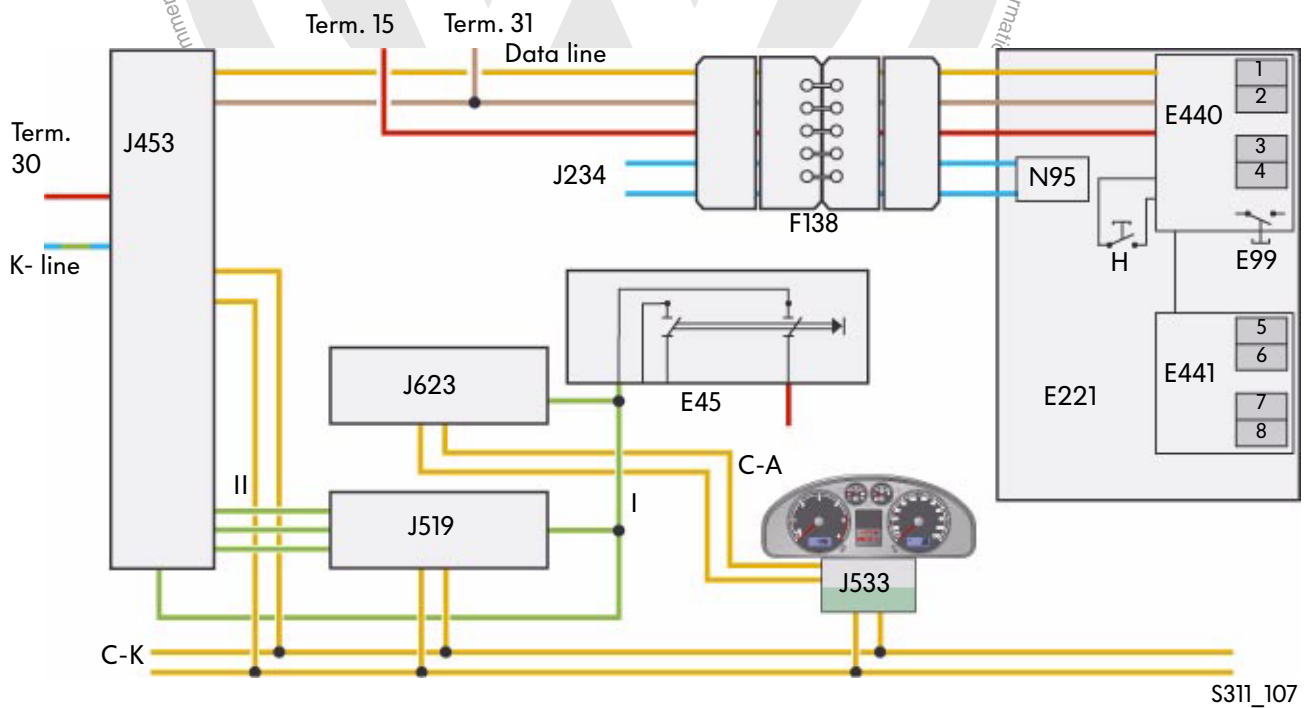 Term. 15
Term. 31
Data line
Term.
30
K- line
J453
J234
F138
N95
E440
1
2
3
4
H
E99
E221
E441
5
6
7
8
J623
E45
C-A
II
I
J519
J533
C-K
S311_107